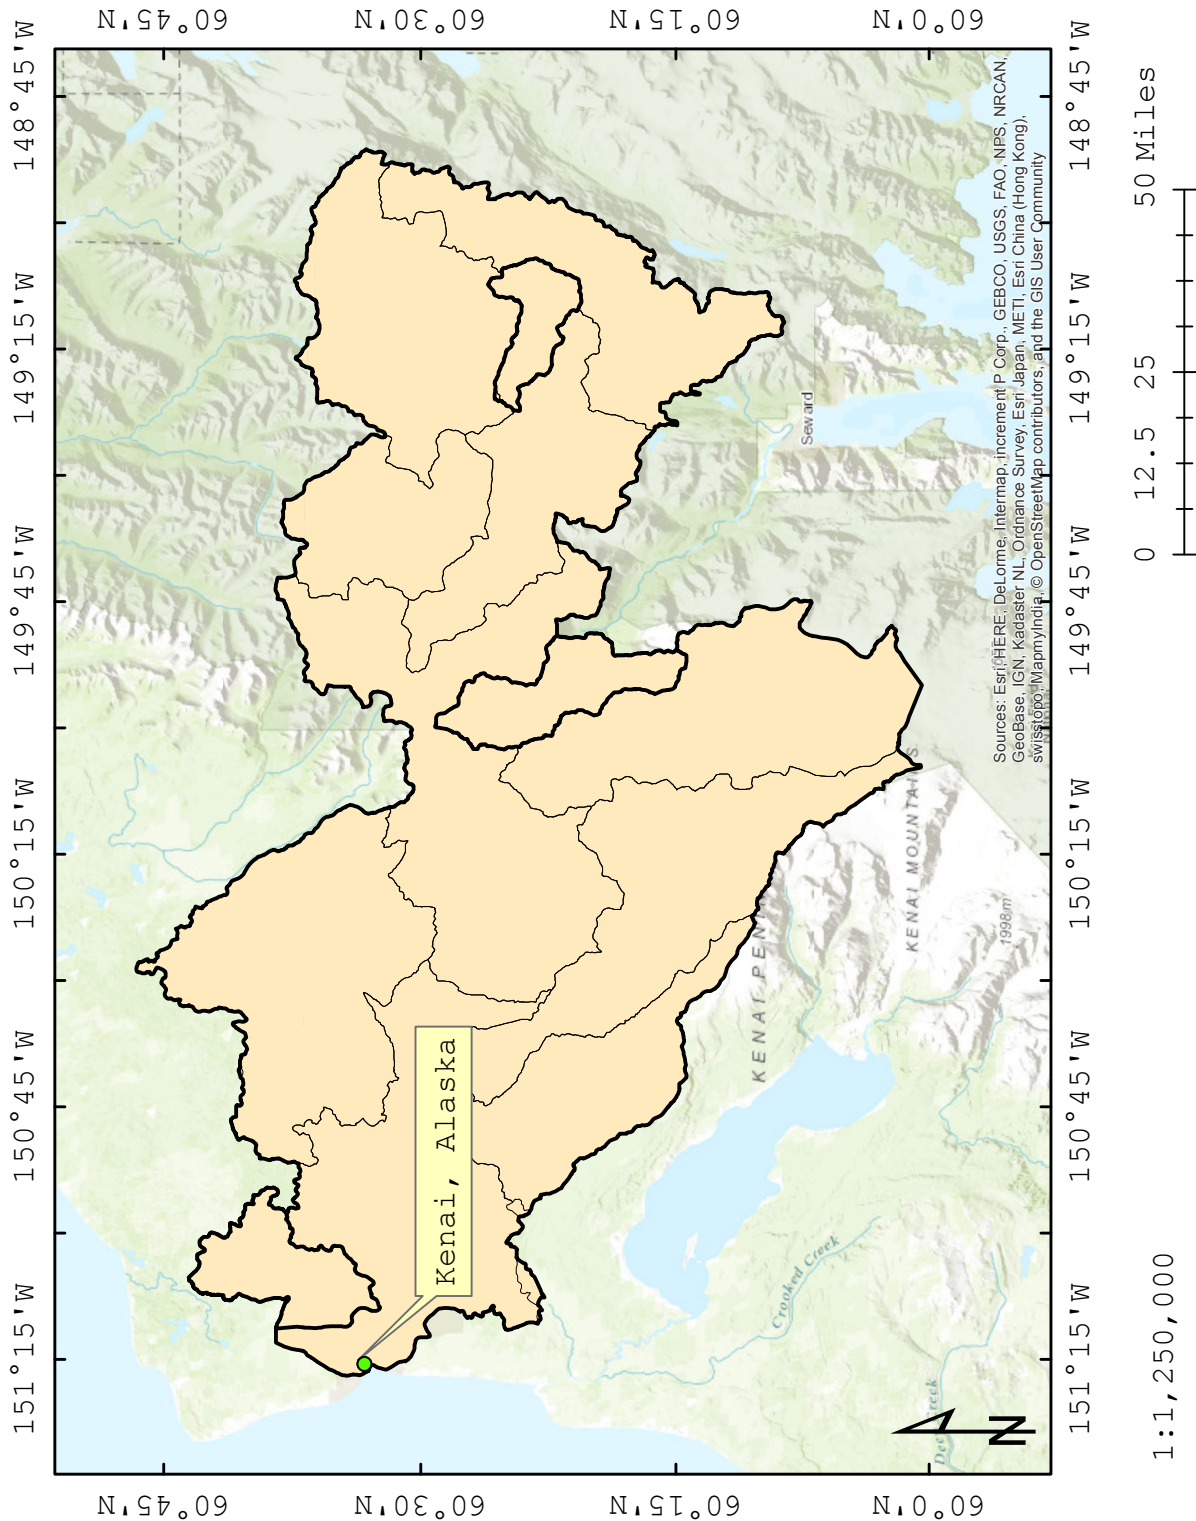 151°15'W
150°45'W
150°15'W
149°45'W
149°15'W
148°45'W
60°45'N
60°45'N
60°30'N
60°30'N
60°15'N
60°15'N
60°0'N
60°0'N
Kenai, Alaska
Seward
KENAI
KENAI MOUNTAINS
1998m
Crooked Creek
Creek
N
Sources: Esri, HERE, DeLorme, Intermap, increment P Corp., GEBCO, USGS, FAO, NPS, NRCAN,
GeoBase, IGN, Kadaster NL, Ordnance Survey, Esri Japan, METI, Esri China (Hong Kong),
swisstopo, MapmyIndia, © OpenStreetMap contributors, and the GIS User Community
151°15'W
150°45'W
150°15'W
149°45'W
149°15'W
148°45'W
1:1,250,000
0 12.5 25 50 Miles